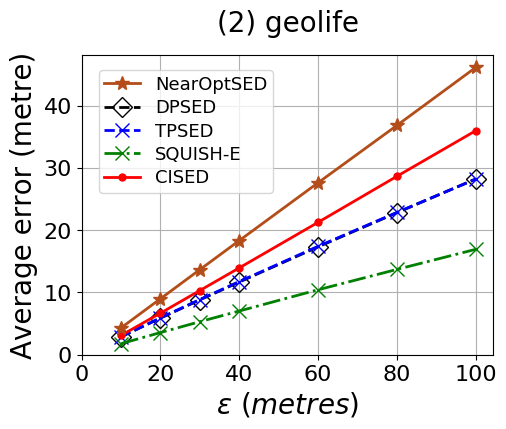 (2) geolife
Average error (metre)
40
30
20
10
0
NearOptSED
DPSED
TPSED
SQUISH-E
CISED
0 20 40 60 80 100
ε (metres)